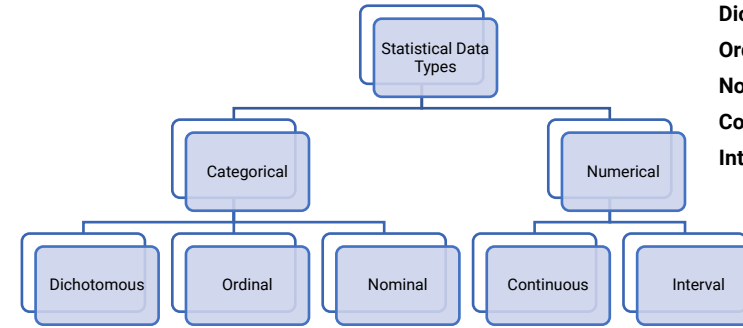 Statistical Data
Types
Categorical
Numerical
Dichotomous
Ordinal
Nominal
Continuous
Interval